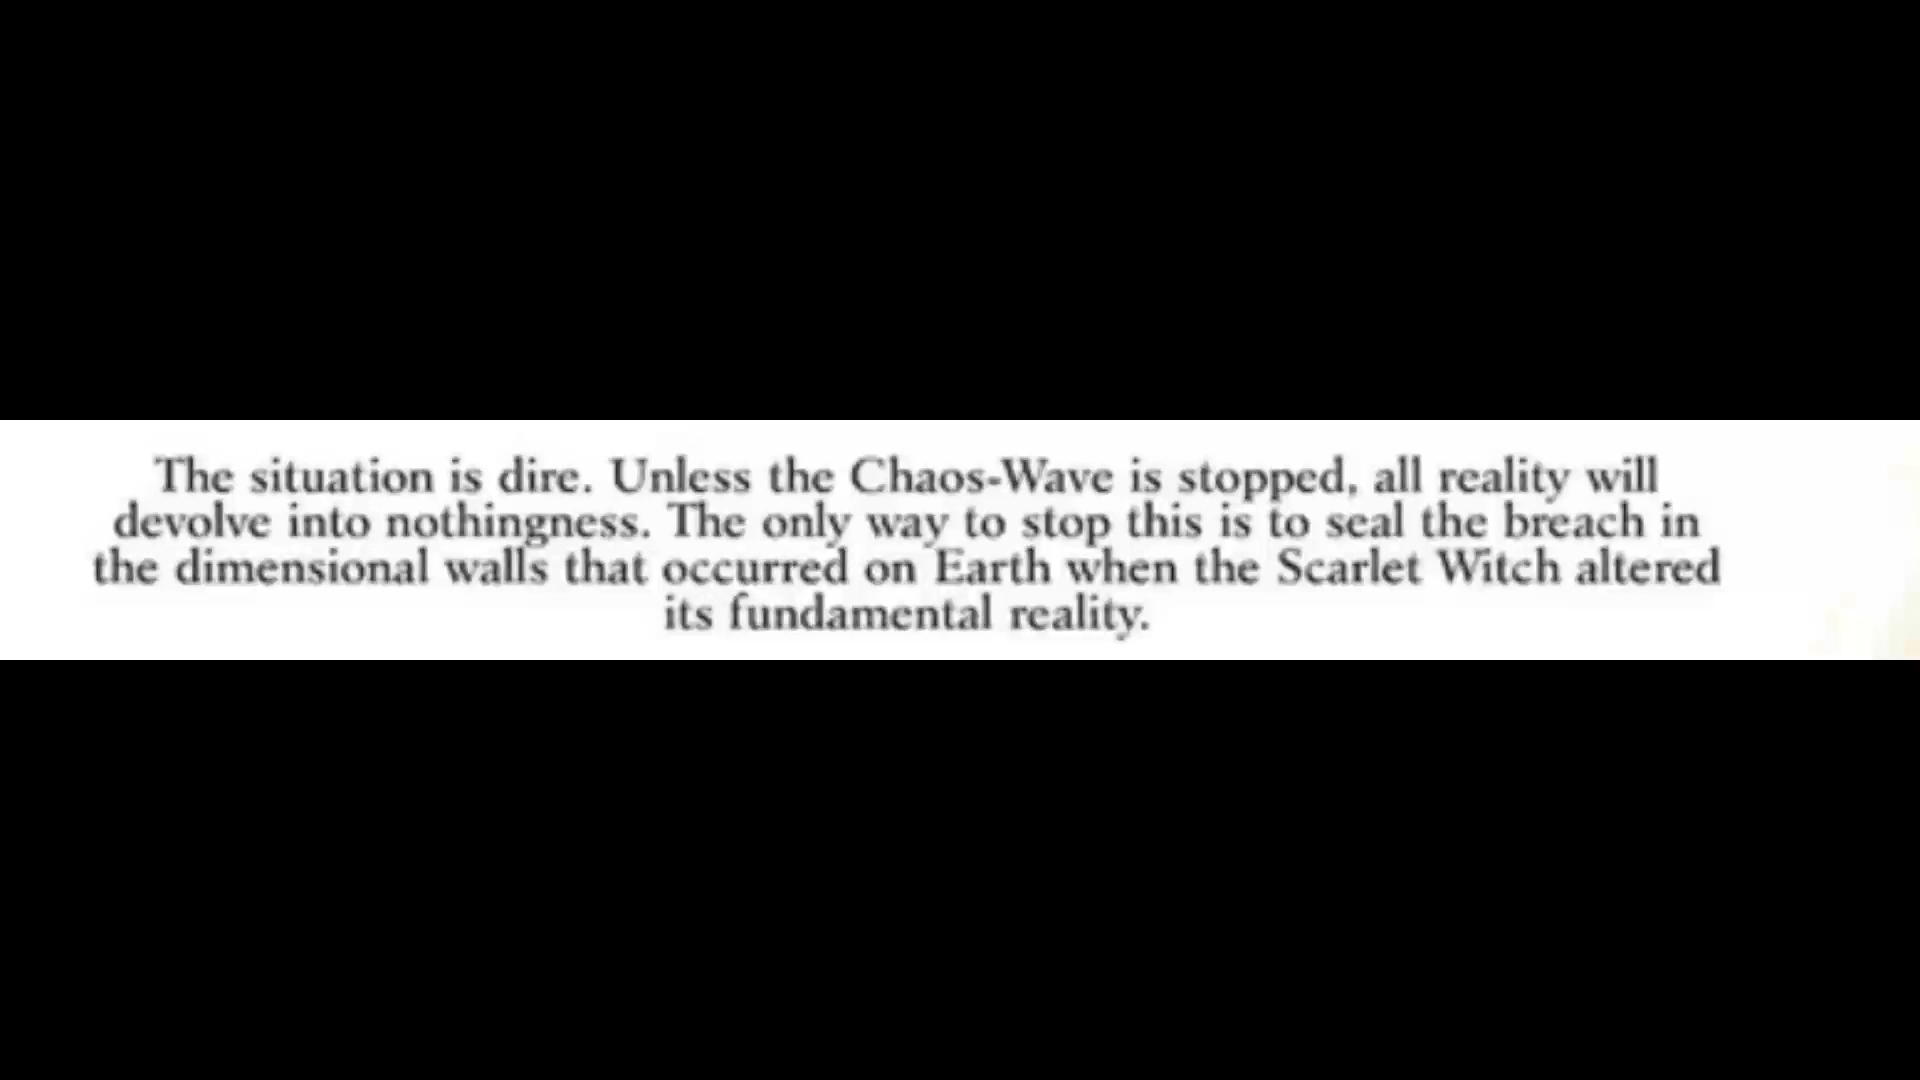 The situation is dire. Unless the Chaos-Wave is stopped, all reality will
devolve into nothingness. The only way to stop this is to seal the breach in
the dimensional walls that occurred on Earth when the Scarlet Witch altered
its fundamental reality.